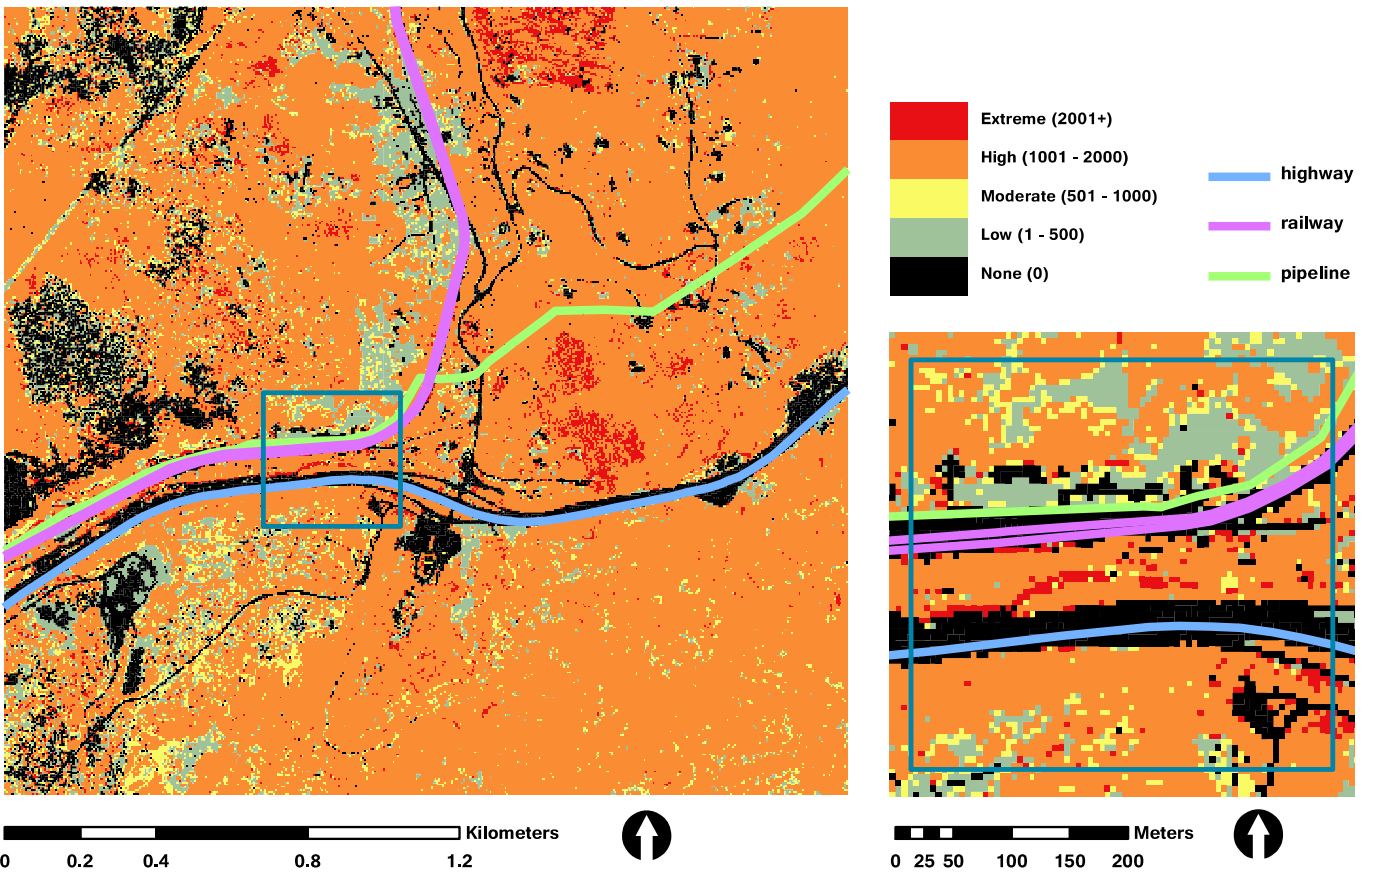 Extreme (2001+)
High (1001 - 2000)
Moderate (501 - 1000)
Low (1 - 500)
None (0)
highway
railway
pipeline
Kilometers
0 0.2 0.4 0.8 1.2
Meters
0 25 50 100 150 200